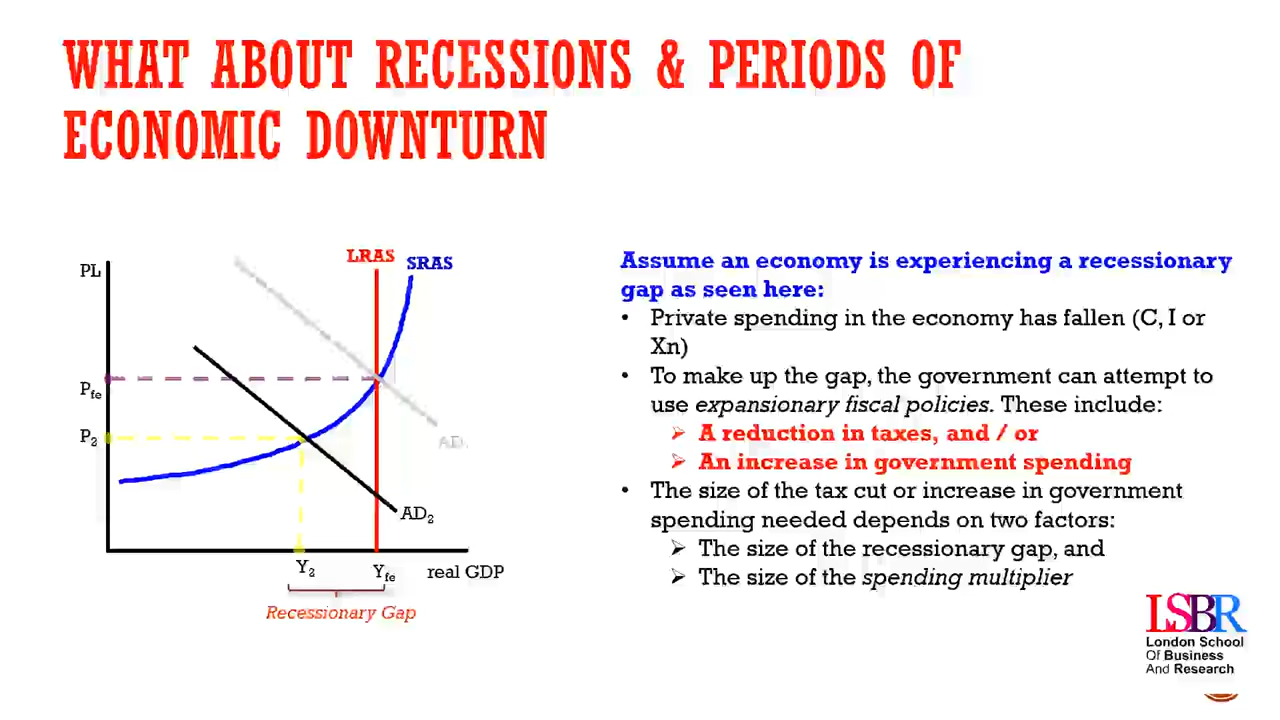 WHAT ABOUT RECESSIONS & PERIODS OF
ECONOMIC DOWNTURN
LRAS
SRAS
PL
Pfe
P2
AD
AD2
Y2
Yfe
real GDP
Recessionary Gap
Assume an economy is experiencing a recessionary
gap as seen here:
• Private spending in the economy has fallen (C, I or
Xn)
• To make up the gap, the government can attempt to
use expansionary fiscal policies. These include:
➢ A reduction in taxes, and / or
➢ An increase in government spending
• The size of the tax cut or increase in government
spending needed depends on two factors:
➢ The size of the recessionary gap, and
➢ The size of the spending multiplier
LSBR
London School
Of Business
And Research